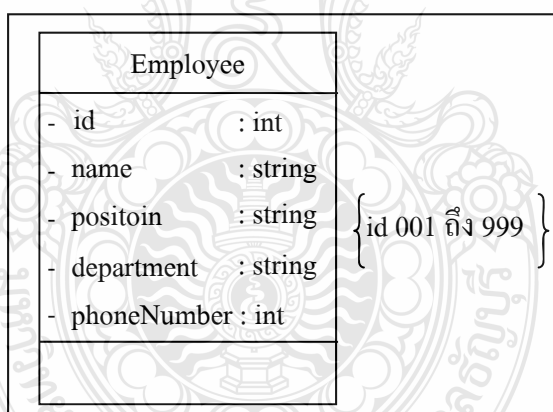 Employee
- id : int
- name : string
- positoin : string
- department : string
- phoneNumber : int
{id 001 ถึง 999}